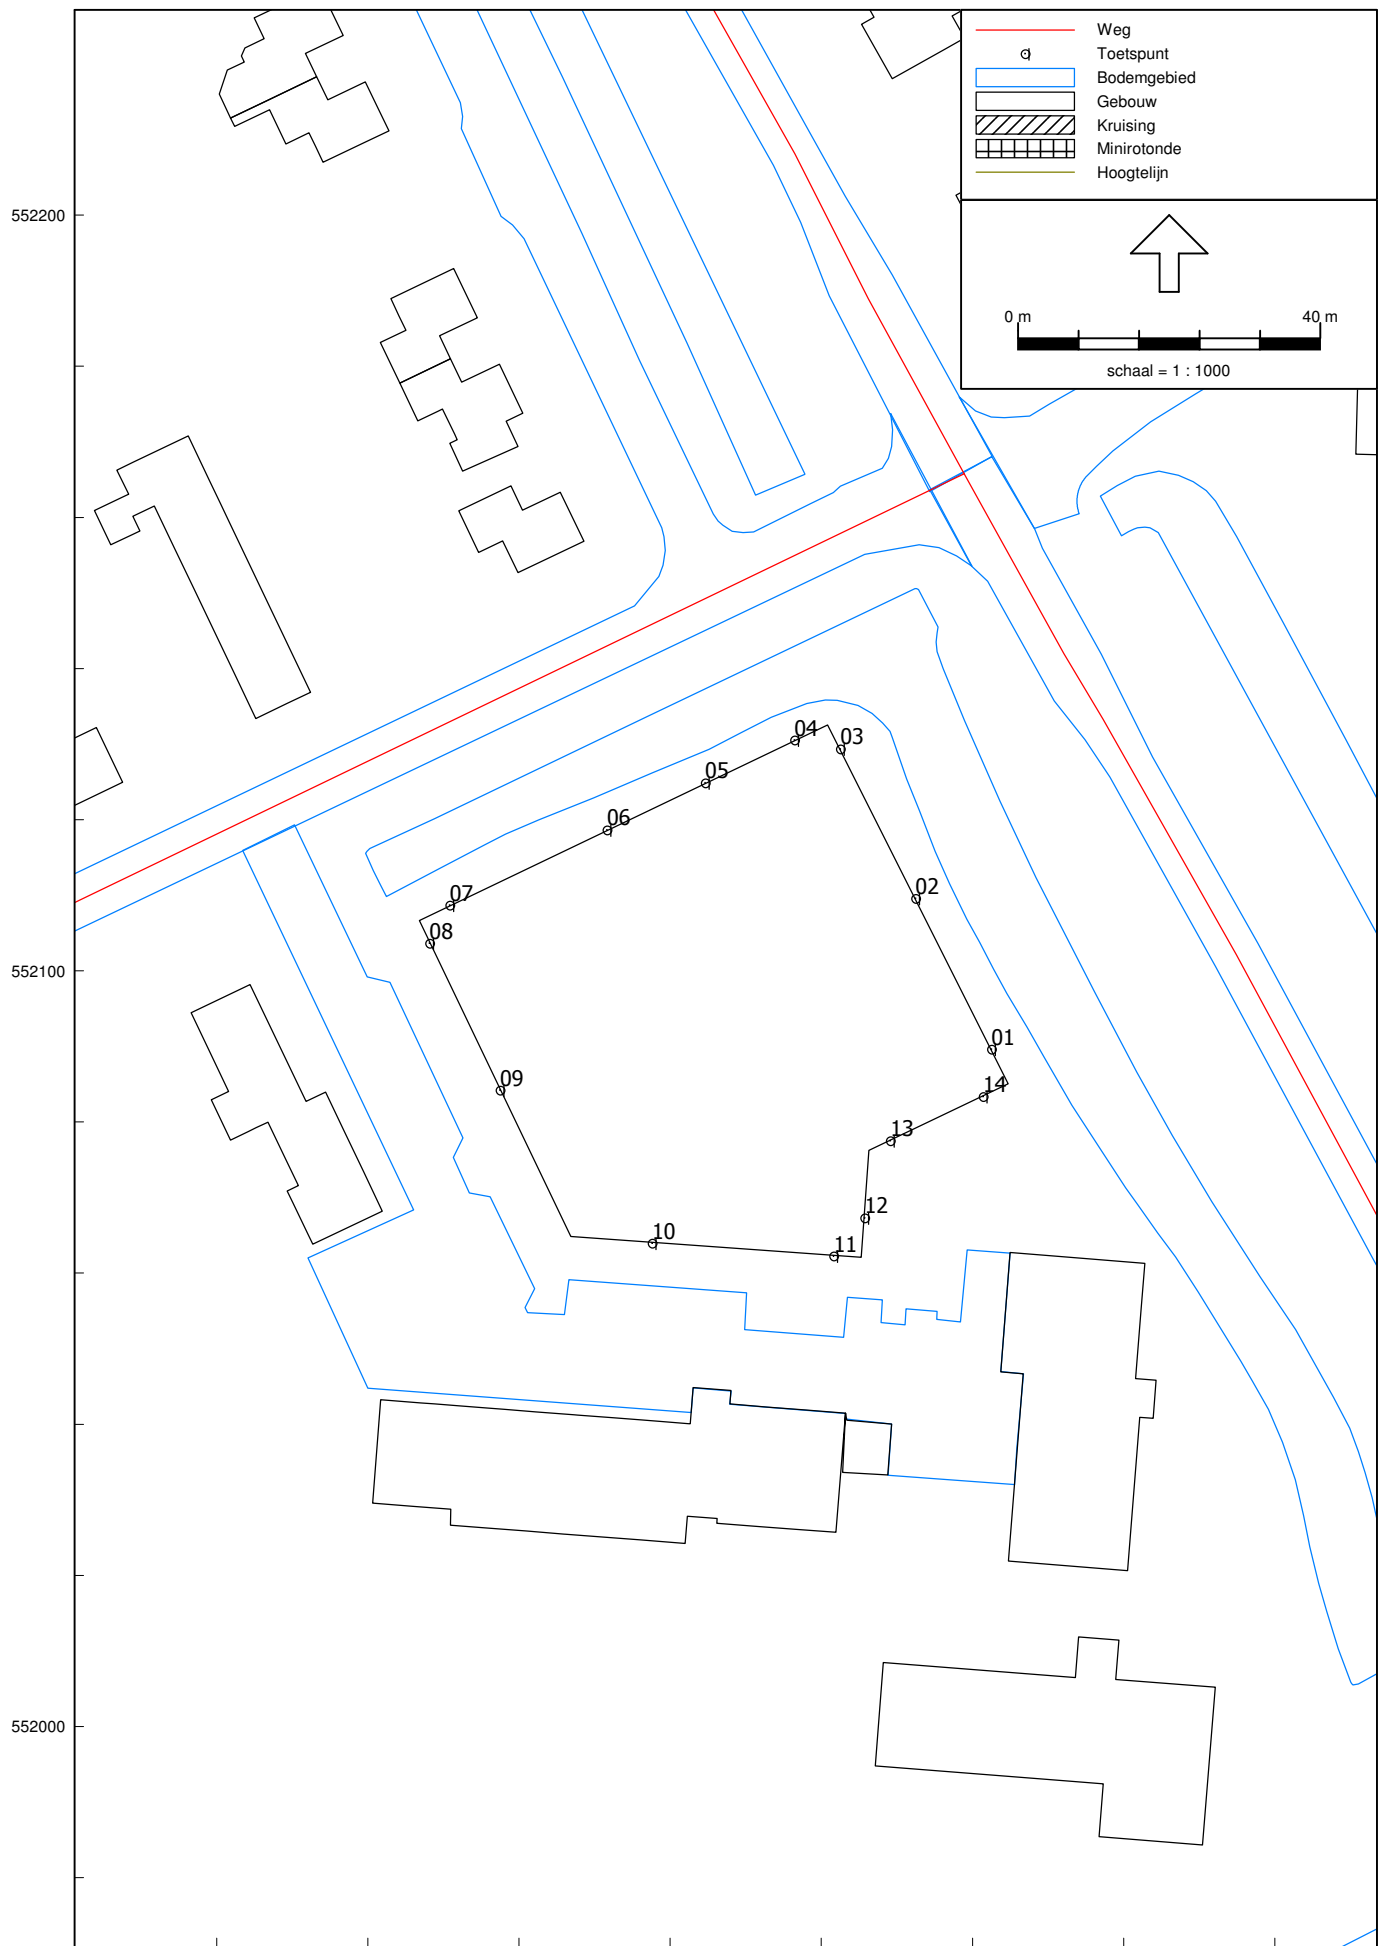 Weg
Toetspunt
Bodemgebied
Gebouw
Kruising
Minirotonde
Hoogtelijn
552200
0 m 40 m
schaal = 1 : 1000
04
03
05
06
07
02
08
552100
01
09
14
13
12
10
11
552000